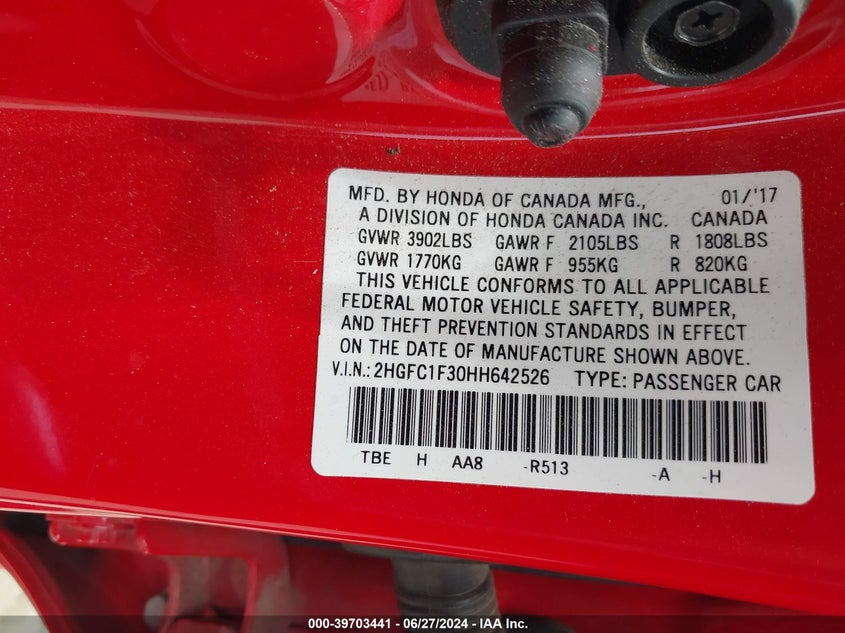 MFD. BY HONDA OF CANADA MFG., 01/'17
A DIVISION OF HONDA CANADA INC. CANADA
GVWR 3902LBS GAWR F 2105LBS R 1808LBS
GVWR 1770KG GAWR F 955KG R 820KG
THIS VEHICLE CONFORMS TO ALL APPLICABLE
FEDERAL MOTOR VEHICLE SAFETY, BUMPER,
AND THEFT PREVENTION STANDARDS IN EFFECT
ON THE DATE OF MANUFACTURE SHOWN ABOVE.
V.I.N.: 2HGFC1F30HH642526 TYPE: PASSENGER CAR
TBE H AA8 -R513 -A -H
000-39703441 - 06/27/2024 - IAA Inc.